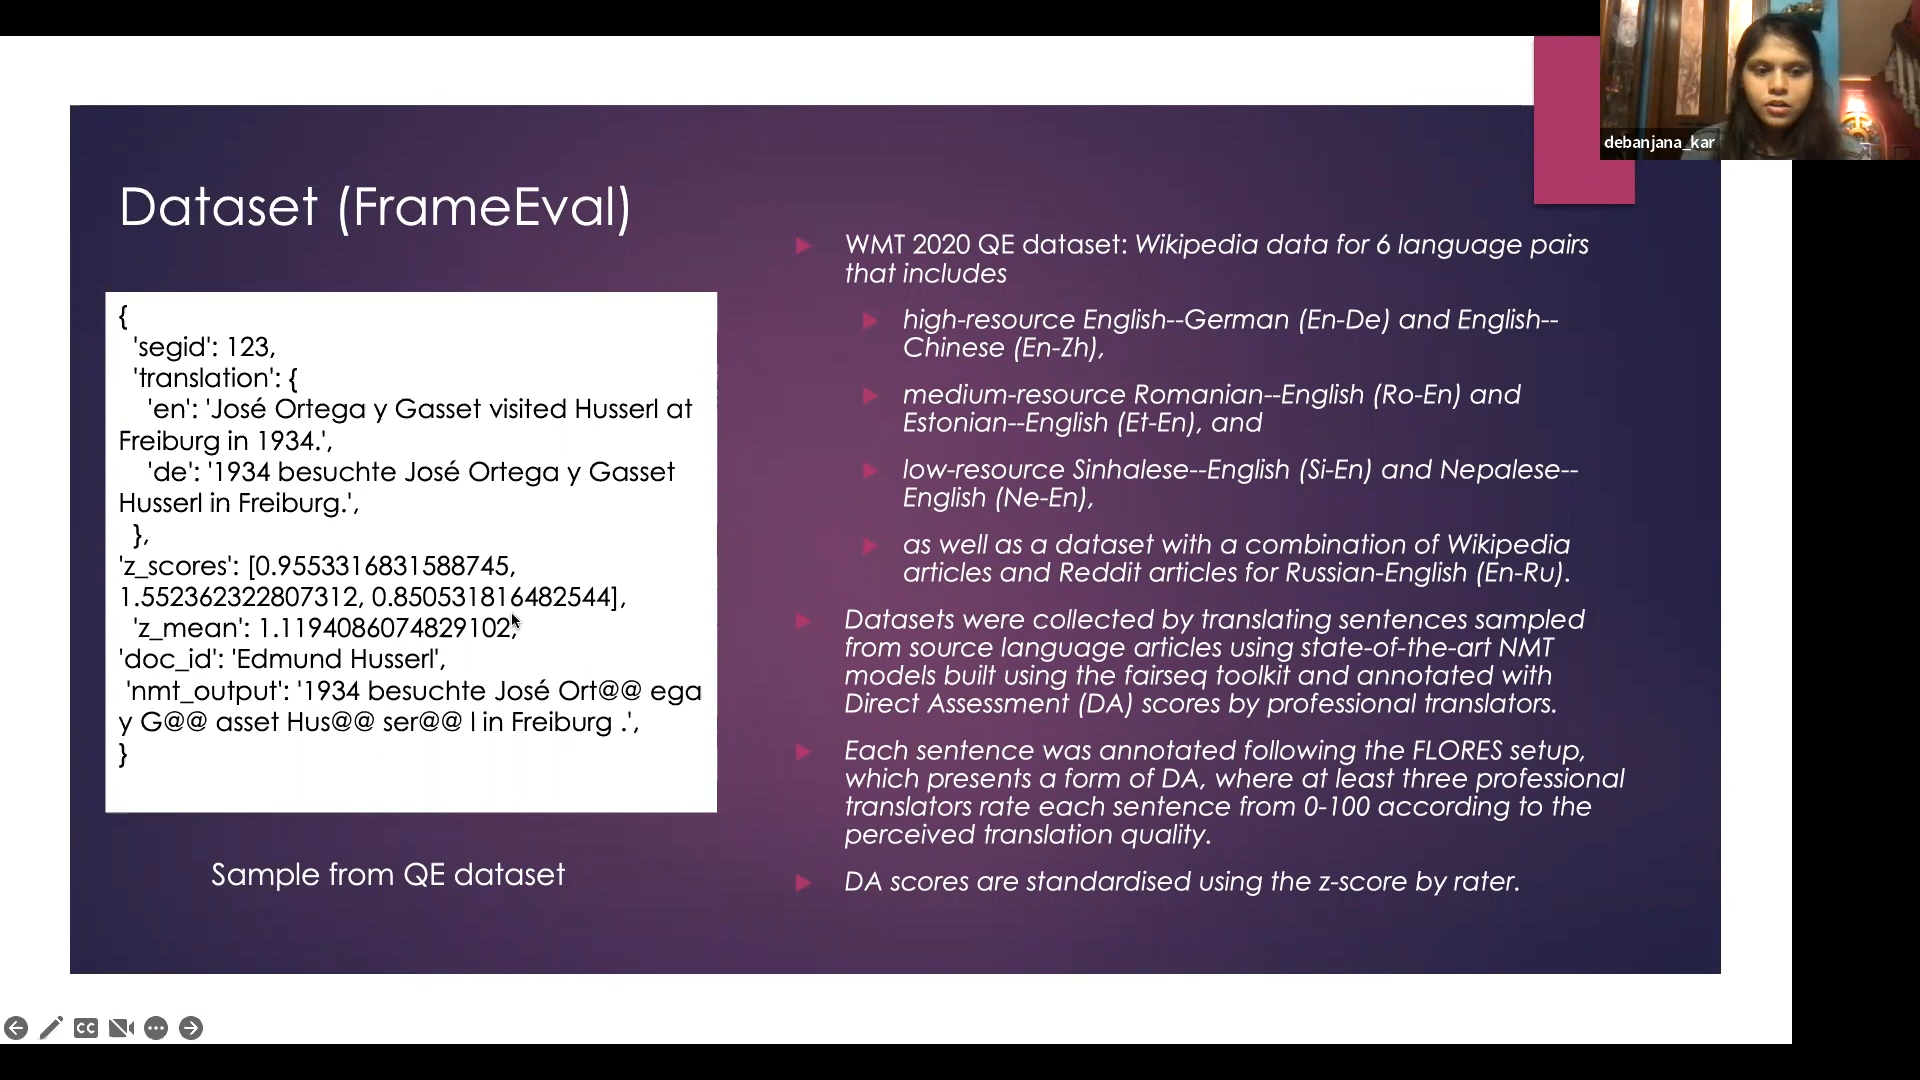 debanjana_kar
Dataset (FrameEval)
{
'segid': 123,
'translation': {
'en': 'José Ortega y Gasset visited Husserl at
Freiburg in 1934.',
'de': '1934 besuchte José Ortega y Gasset
Husserl in Freiburg.',
},
'z_scores': [0.9553316831588745,
1.552362322807312, 0.850531816482544],
'z_mean': 1.1194086074829102,
'doc_id': 'Edmund Husserl',
'nmt_output': '1934 besuchte José Ort@@ ega
y G@@ asset Hus@@ ser@@ l in Freiburg .',
}
Sample from QE dataset
WMT 2020 QE dataset: Wikipedia data for 6 language pairs
that includes
high-resource English--German (En-De) and English--
Chinese (En-Zh),
medium-resource Romanian--English (Ro-En) and
Estonian--English (Et-En), and
low-resource Sinhalese--English (Si-En) and Nepalese--
English (Ne-En),
as well as a dataset with a combination of Wikipedia
articles and Reddit articles for Russian-English (En-Ru).
Datasets were collected by translating sentences sampled
from source language articles using state-of-the-art NMT
models built using the fairseq toolkit and annotated with
Direct Assessment (DA) scores by professional translators.
Each sentence was annotated following the FLORES setup,
which presents a form of DA, where at least three professional
translators rate each sentence from 0-100 according to the
perceived translation quality.
DA scores are standardised using the z-score by rater.
CC